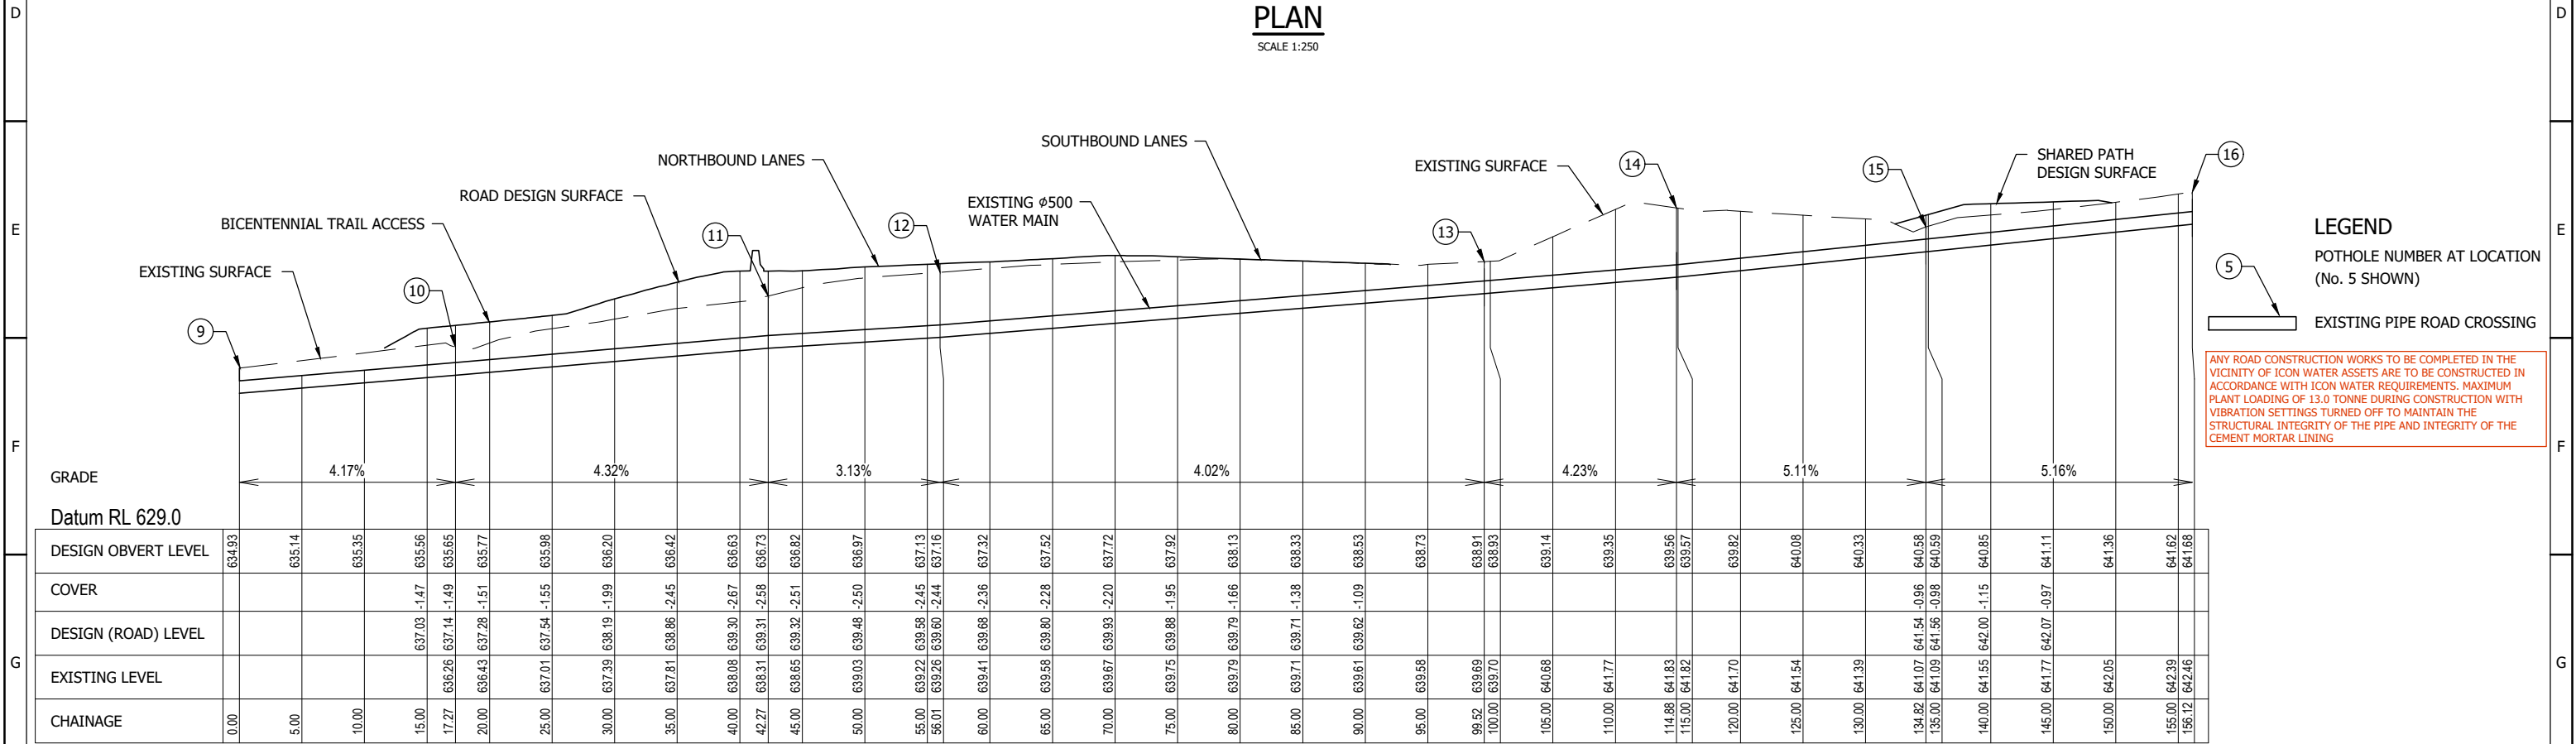 D
D
PLAN
SCALE 1:250
SOUTHBOUND LANES
NORTHBOUND LANES
EXISTING SURFACE
14
15
SHARED PATH
DESIGN SURFACE
16
ROAD DESIGN SURFACE
EXISTING ϕ500
WATER MAIN
BICENTENNIAL TRAIL ACCESS
11
12
13
E
E
LEGEND
POTHOLE NUMBER AT LOCATION
(No. 5 SHOWN)
5
EXISTING SURFACE
10
9
EXISTING PIPE ROAD CROSSING
ANY ROAD CONSTRUCTION WORKS TO BE COMPLETED IN THE
VICINITY OF ICON WATER ASSETS ARE TO BE CONSTRUCTED IN
ACCORDANCE WITH ICON WATER REQUIREMENTS. MAXIMUM
PLANT LOADING OF 13.0 TONNE DURING CONSTRUCTION WITH
VIBRATION SETTINGS TURNED OFF TO MAINTAIN THE
STRUCTURAL INTEGRITY OF THE PIPE AND INTEGRITY OF THE
CEMENT MORTAR LINING
F
F
GRADE 4.17% 4.32% 3.13% 4.02% 4.23% 5.11% 5.16%
Datum RL 629.0
DESIGN OBVERT LEVEL 634.93 635.14 635.35 635.56 635.65 635.77 635.98 636.20 636.42 636.63 636.73 636.82 636.97 637.13 637.16 637.32 637.52 637.72 637.92 638.13 638.33 638.53 638.73 638.91 638.93 639.14 639.35 639.56 639.57 639.82 640.08 640.33 640.58 640.59 640.85 641.11 641.36 641.62 641.68
COVER -1.47 -1.49 -1.51 -1.55 -1.99 -2.45 -2.67 -2.58 -2.51 -2.50 -2.45 -2.44 -2.36 -2.28 -2.20 -1.95 -1.66 -1.38 -1.09 -0.96 -0.98 -1.15 -0.97
DESIGN (ROAD) LEVEL 637.03 637.14 637.28 637.54 638.19 638.86 639.30 639.31 639.32 639.48 639.58 639.60 639.68 639.80 639.93 639.88 639.79 639.71 639.62 641.54 641.56 642.00 642.07
G
G
EXISTING LEVEL 636.26 636.43 637.01 637.39 637.81 638.08 638.31 638.65 639.03 639.22 639.26 639.41 639.58 639.67 639.75 639.79 639.71 639.61 639.58 639.69 639.70 640.68 641.77 641.83 641.82 641.70 641.54 641.39 641.07 641.09 641.55 641.77 642.05 642.39 642.46
CHAINAGE 0.00 5.00 10.00 15.00 17.27 20.00 25.00 30.00 35.00 40.00 42.27 45.00 50.00 55.00 56.01 60.00 65.00 70.00 75.00 80.00 85.00 90.00 95.00 99.52 100.00 105.00 110.00 114.88 115.00 120.00 125.00 130.00 134.82 135.00 140.00 145.00 150.00 155.00 156.12